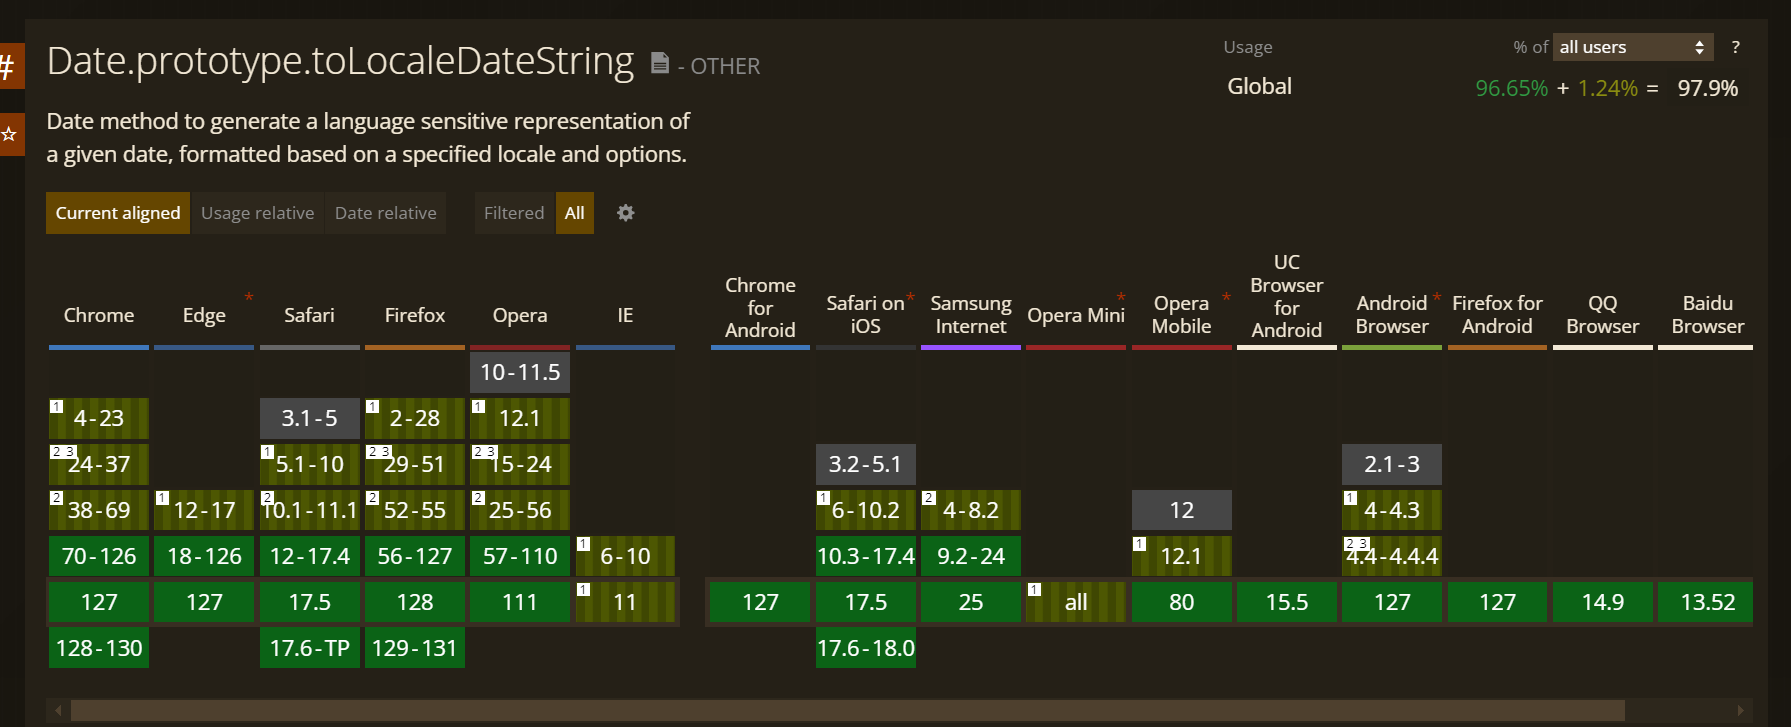 #
Date.prototype.toLocaleDateString - OTHER
Usage % of all users ?
Global 96.65% + 1.24% = 97.9%
Date method to generate a language sensitive representation of
a given date, formatted based on a specified locale and options.
Current aligned Usage relative Date relative Filtered All
Chrome
Edge *
Safari
Firefox
Opera
IE
Chrome
for
Android
Safari on *
iOS
Samsung
Internet
Opera Mini *
Opera *
Mobile
UC
Browser
for
Android
Android *
Browser
Firefox for
Android
QQ
Browser
Baidu
Browser
10-11.5
1 4-23 3.1-5 1 2-28 1 12.1
2 3 24-37 1 5.1-10 2 3 29-51 2 3 15-24 3.2-5.1 2.1-3
2 38-69 1 12-17 2 10.1-11.1 2 52-55 2 25-56 1 6-10.2 2 4-8.2 12 1 4-4.3
70-126 18-126 12-17.4 56-127 57-110 1 6-10 10.3-17.4 9.2-24 1 12.1 2 3 4.4-4.4.4
127 127 17.5 128 111 1 11 127 17.5 25 1 all 80 15.5 127 127 14.9 13.52
128-130 17.6-TP 129-131 17.6-18.0